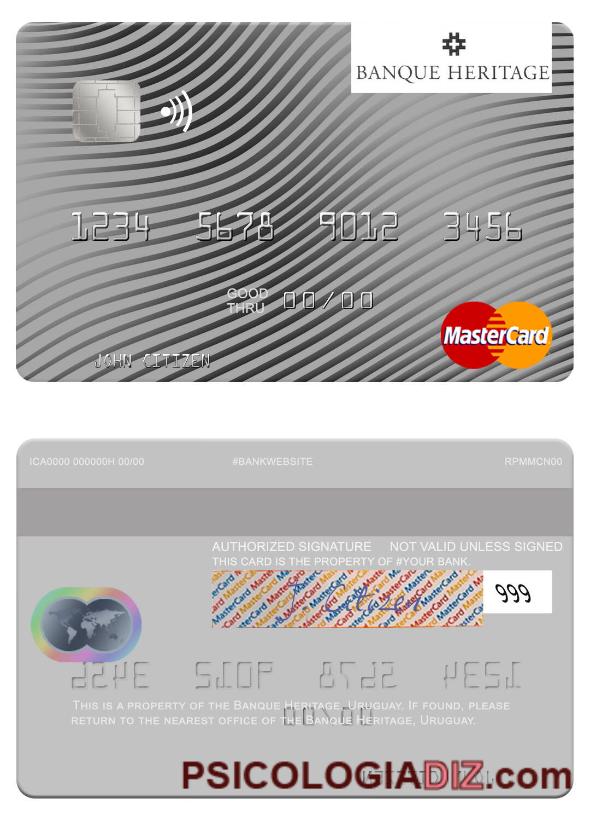 BANQUE HERITAGE
1234 5678 9012 3456
GOOD THRU 00/00
MasterCard
JOHN CITIZEN
ICA0000 000000H 00/00 #BANKWEBSITE RPMMCN00
AUTHORIZED SIGNATURE NOT VALID UNLESS SIGNED
THIS CARD IS THE PROPERTY OF #YOUR BANK.
999
THIS IS A PROPERTY OF THE BANQUE HERITAGE, URUGUAY. IF FOUND, PLEASE
RETURN TO THE NEAREST OFFICE OF THE BANQUE HERITAGE, URUGUAY.
PSICOLOGIADIZ.com